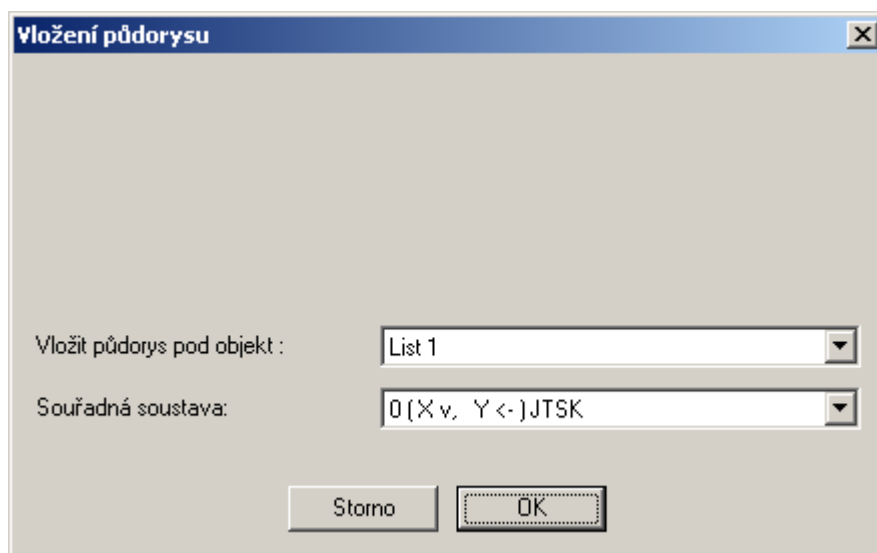 Vložení půdorysu
Vložit půdorys pod objekt :
List 1
Souřadná soustava:
0 ( X v, Y <- ) JTSK
Storno
OK